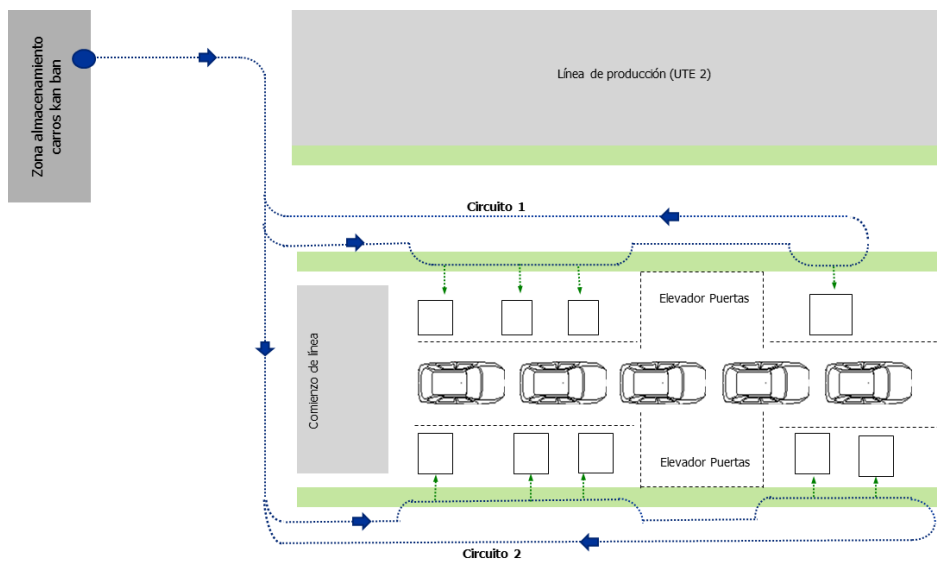 Zona almacenamiento
carros kan ban
Línea de producción (UTE 2)
Circuito 1
Elevador Puertas
Comienzo de línea
Elevador Puertas
Circuito 2